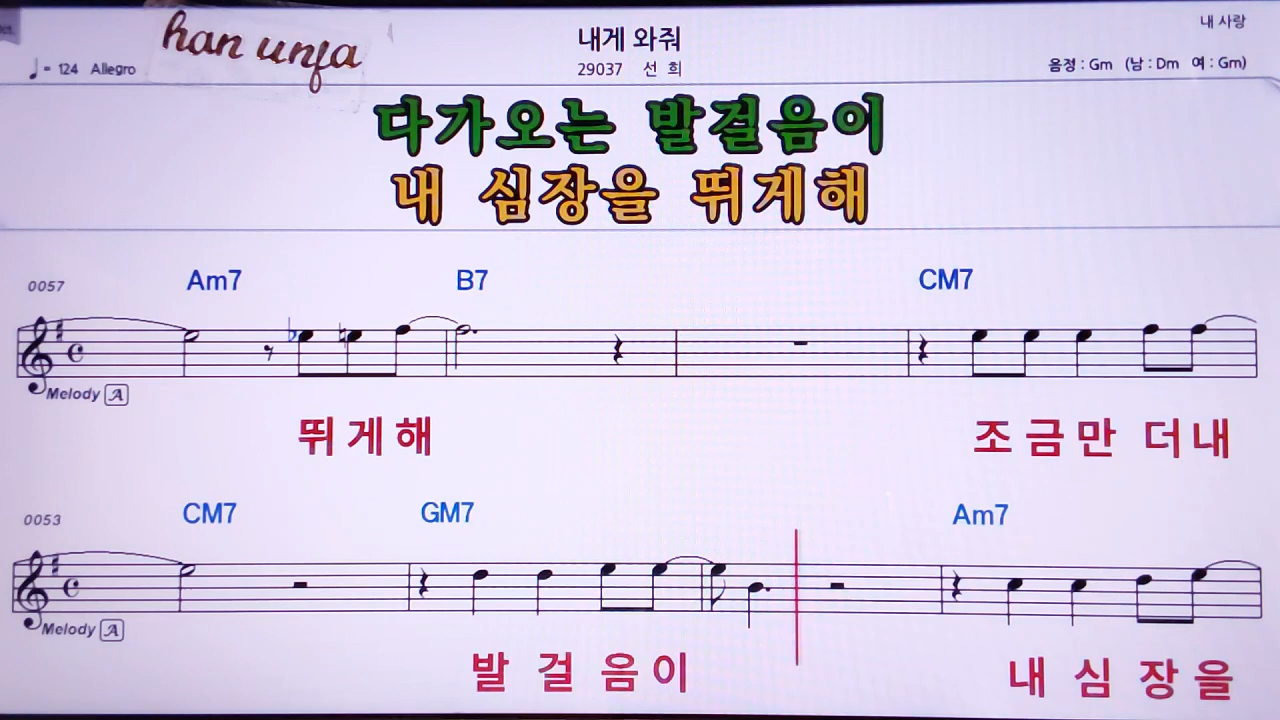 han unfa
내게 와줘
내 사랑
♩= 124 Allegro
29037 선 희
음정 : Gm (남 : Dm 여 : Gm)
다가오는 발걸음이
내 심장을 뛰게해
0057 Am7 B7 CM7
Melody A
뛰게해 조금만 더내
0053 CM7 GM7 Am7
Melody A
발걸음이 내심장을